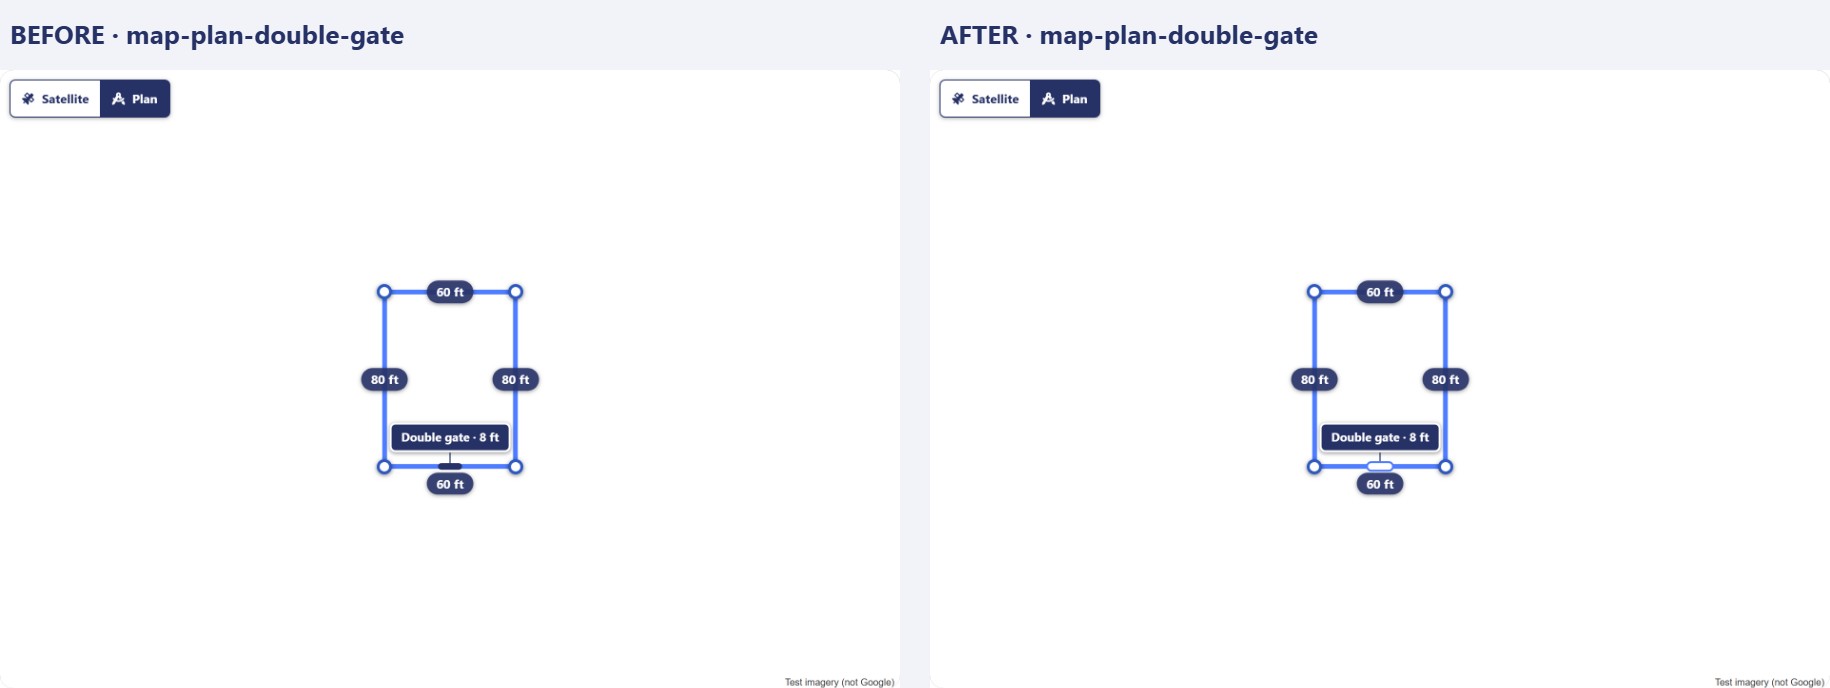 BEFORE · map-plan-double-gate
Satellite
Plan
60 ft
80 ft
80 ft
Double gate · 8 ft
60 ft
Test imagery (not Google)
AFTER · map-plan-double-gate
Satellite
Plan
60 ft
80 ft
80 ft
Double gate · 8 ft
60 ft
Test imagery (not Google)